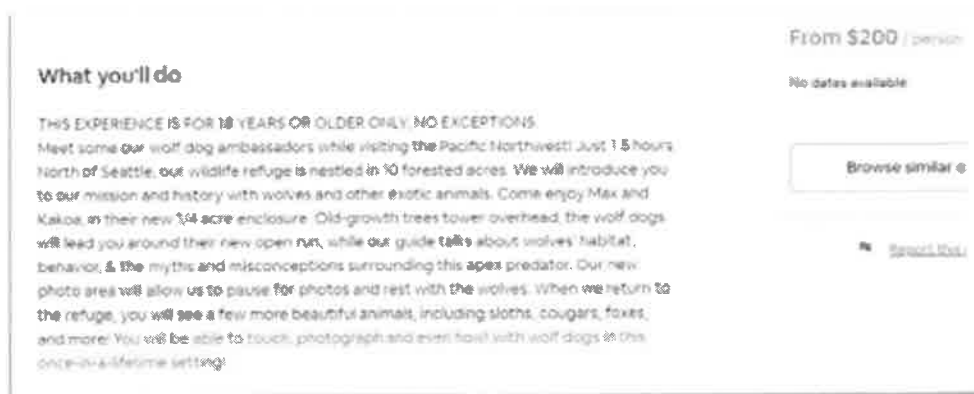 What you'll do
THIS EXPERIENCE IS FOR 18 YEARS OR OLDER ONLY, NO EXCEPTIONS.
Meet some our wolf dog ambassadors while visiting the Pacific Northwest! Just 1.5 hours
North of Seattle, our wildlife refuge is nestled in 10 forested acres. We will introduce you
to our mission and history with wolves and other exotic animals. Come enjoy Max and
Kakoa, in their new 1/4 acre enclosure. Old-growth trees tower overhead, the wolf dogs
will lead you around their new open run, while our guide talks about wolves' habitat,
behavior, & the myths and misconceptions surrounding this apex predator. Our new
photo area will allow us to pause for photos and rest with the wolves. When we return to
the refuge, you will see a few more beautiful animals, including sloths, cougars, foxes,
and more! You will be able to touch, photograph and even howl with wolf dogs in this
once-in-a-lifetime setting!
From $200 / person
No dates available
Browse similar
Report this